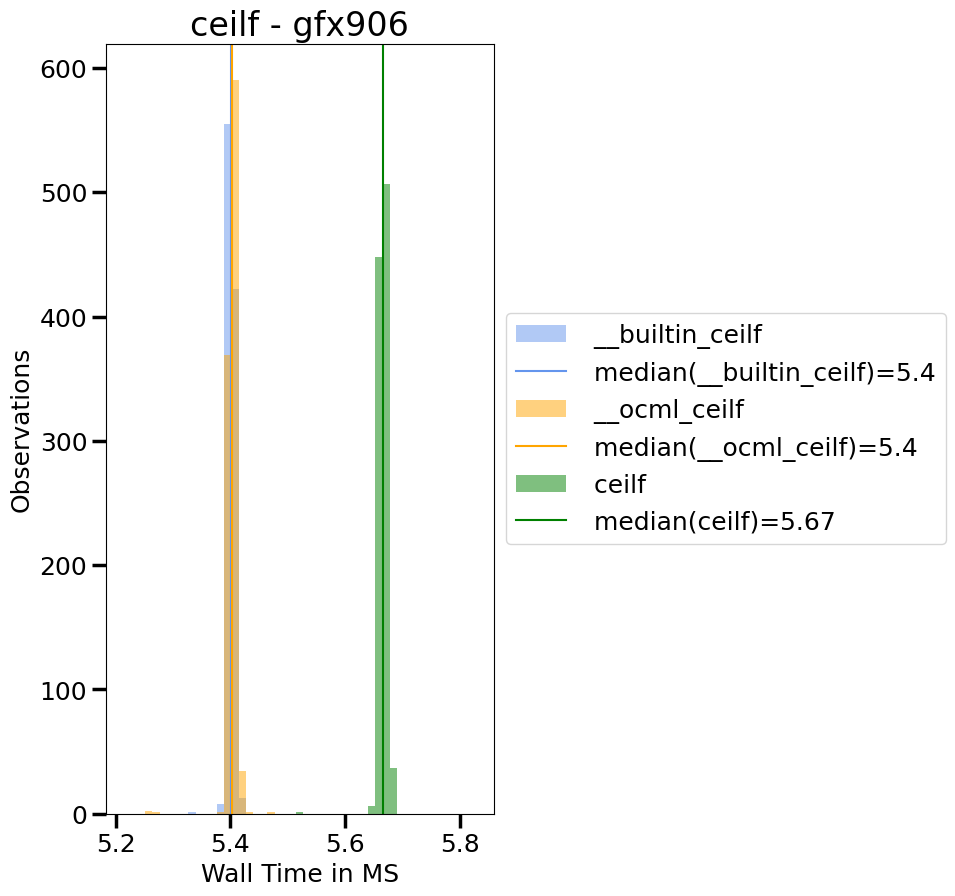 ceilf - gfx906
600
500
400
300
200
100
0
Observations
5.2 5.4 5.6 5.8
Wall Time in MS
__builtin_ceilf
median(__builtin_ceilf)=5.4
__ocml_ceilf
median(__ocml_ceilf)=5.4
ceilf
median(ceilf)=5.67